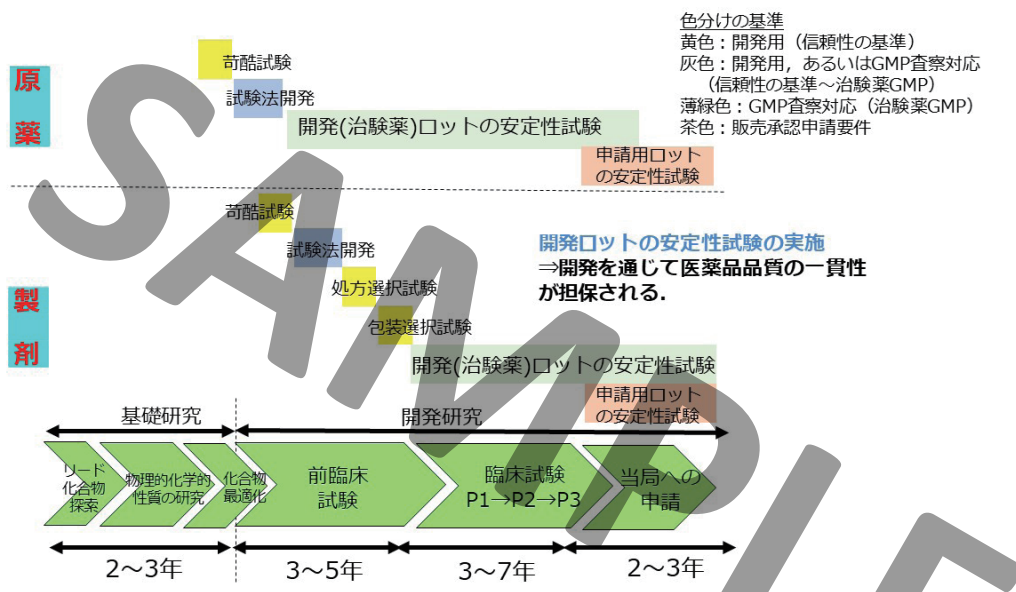 色分けの基準
黄色：開発用（信頼性の基準）
灰色：開発用，あるいはGMP査察対応
（信頼性の基準～治験薬GMP）
薄緑色：GMP査察対応（治験薬GMP）
茶色：販売承認申請要件
原
薬
苛酷試験
試験法開発
開発(治験薬)ロットの安定性試験
申請用ロット
の安定性試験
製
剤
苛酷試験
試験法開発
処方選択試験
包装選択試験
開発(治験薬)ロットの安定性試験
申請用ロット
の安定性試験
開発ロットの安定性試験の実施
⇒開発を通じて医薬品品質の一貫性
が担保される．
基礎研究
開発研究
リード
化合物
探索
物理的化学的
性質の研究
化合物
最適化
前臨床
試験
臨床試験
P1→P2→P3
当局への
申請
2～3年
3～5年
3～7年
2～3年
SAMPLE